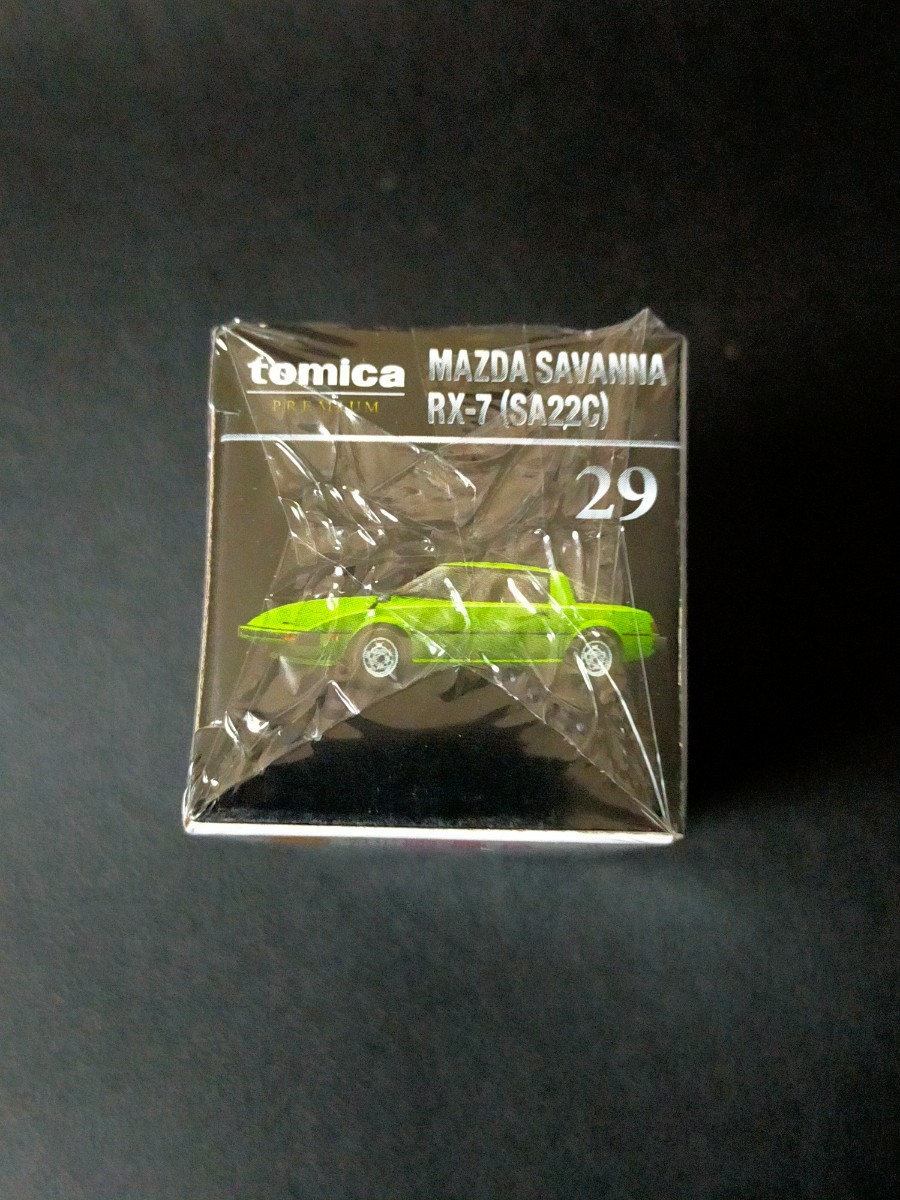 tomica
PREMIUM
MAZDA SAVANNA
RX-7 (SA22C)
29